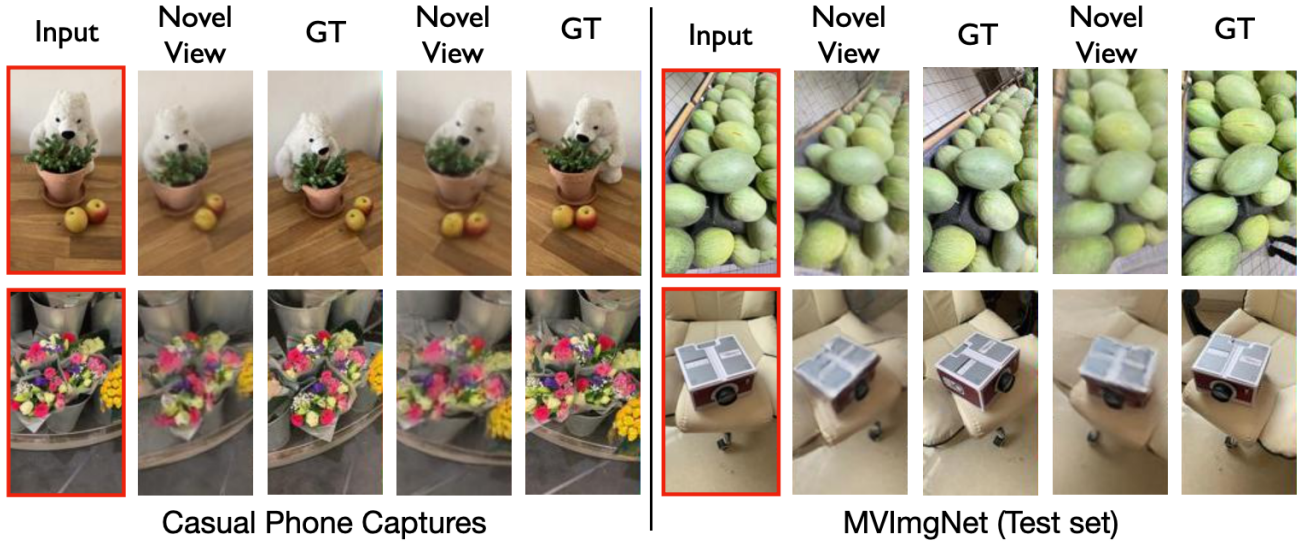 Input
Novel
View
GT
Novel
View
GT
Input
Novel
View
GT
Novel
View
GT
Casual Phone Captures
MVImgNet (Test set)